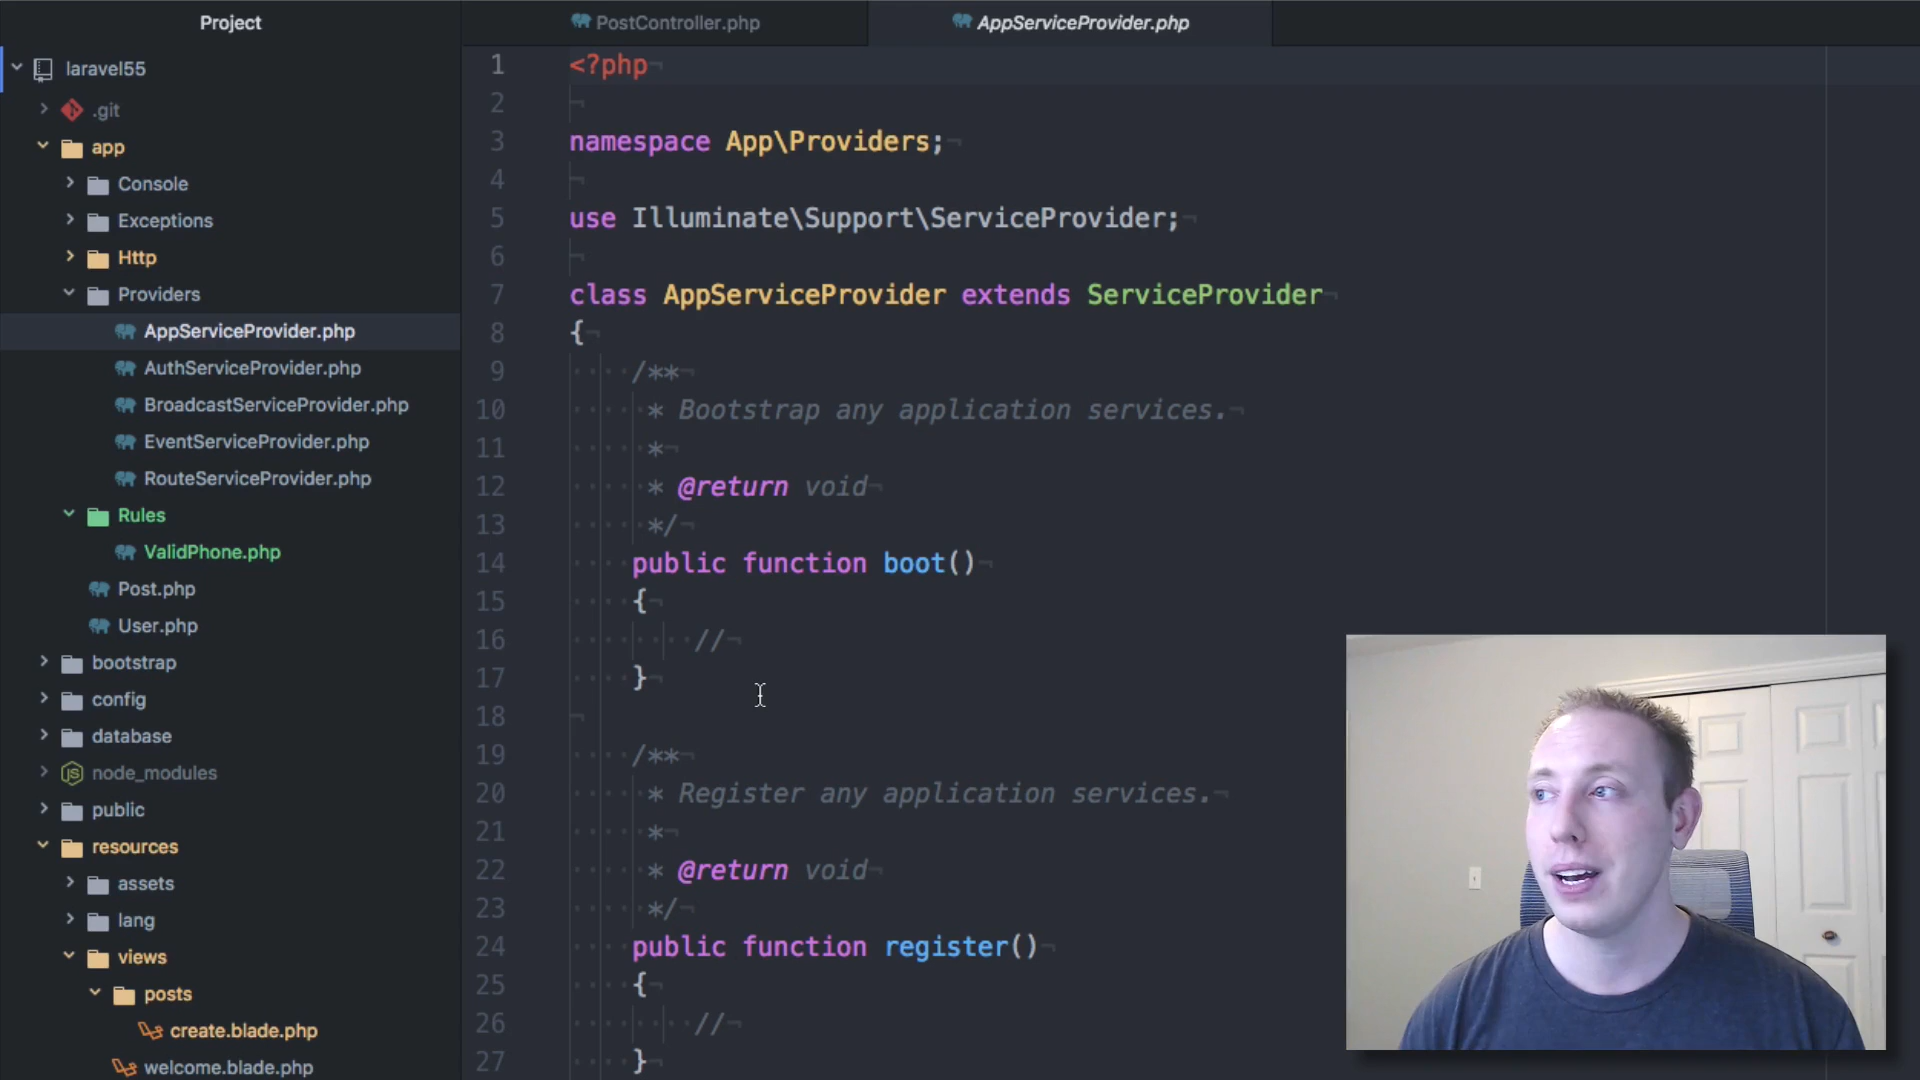 Project
laravel55
.git
app
Console
Exceptions
Http
Providers
AppServiceProvider.php
AuthServiceProvider.php
BroadcastServiceProvider.php
EventServiceProvider.php
RouteServiceProvider.php
Rules
ValidPhone.php
Post.php
User.php
bootstrap
config
database
node_modules
public
resources
assets
lang
views
posts
create.blade.php
welcome.blade.php
PostController.php
AppServiceProvider.php
1 <?php
2
3 namespace App\Providers;
4
5 use Illuminate\Support\ServiceProvider;
6
7 class AppServiceProvider extends ServiceProvider
8 {
9 /**
10 * Bootstrap any application services.
11 *
12 * @return void
13 */
14 public function boot()
15 {
16 //
17 }
18
19 /**
20 * Register any application services.
21 *
22 * @return void
23 */
24 public function register()
25 {
26 //
27 }